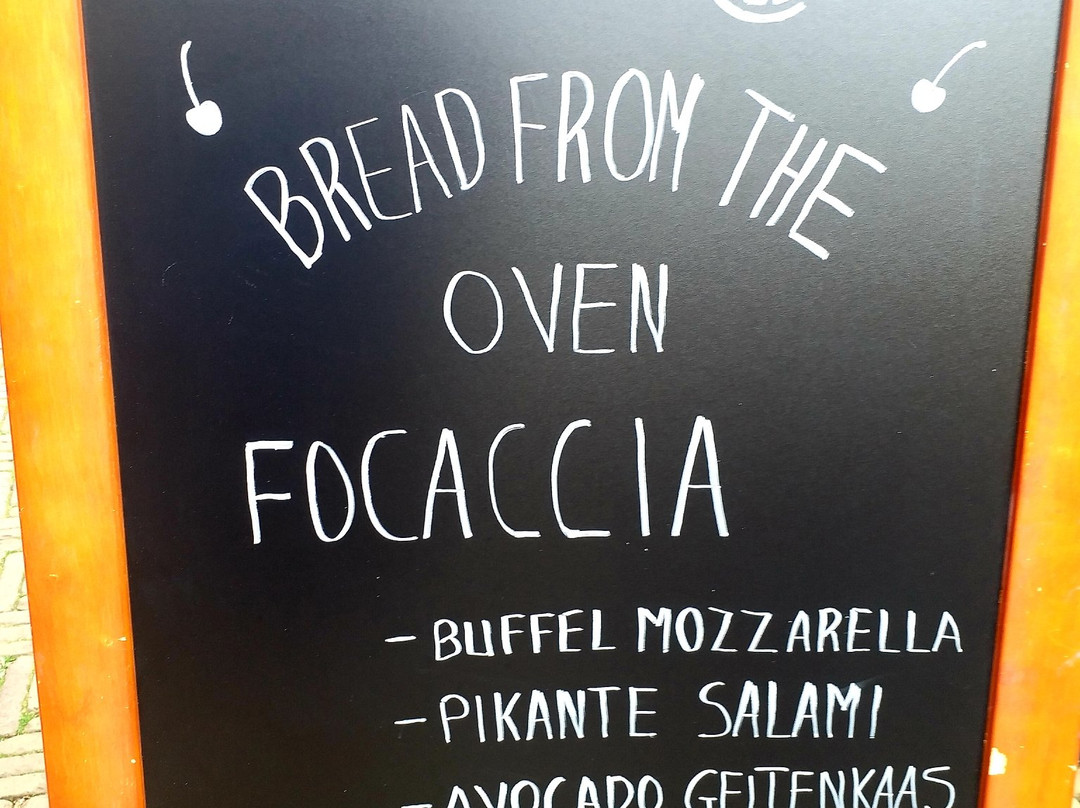 BREAD FROM THE
OVEN
FOCACCIA
- BUFFEL MOZZARELLA
- PIKANTE SALAMI
- AVOCADO GEITENKAAS